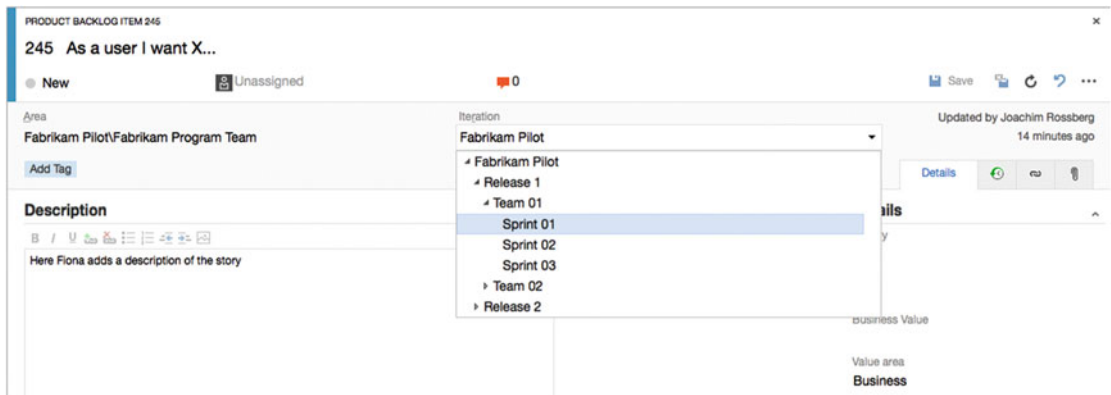 PRODUCT BACKLOG ITEM 245
245 As a user I want X...
New Unassigned 0 Save
Area Iteration Updated by Joachim Rossberg
Fabrikam Pilot\Fabrikam Program Team Fabrikam Pilot 14 minutes ago
Add Tag Fabrikam Pilot Details
Release 1
Team 01
Description ails
Sprint 01
B I U Sprint 02 y
Here Fiona adds a description of the story Sprint 03
Team 02
Release 2
Business Value
Value area
Business